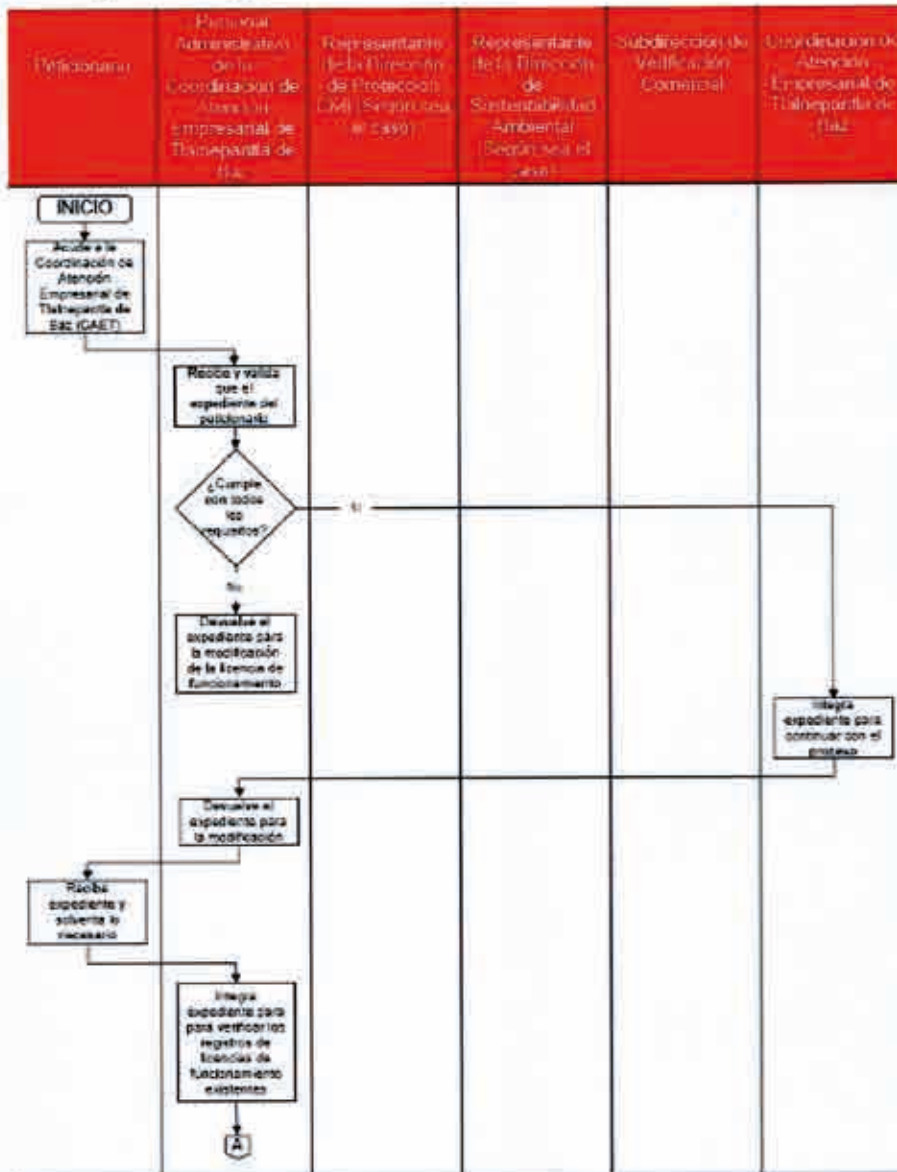 Peticionario
Personal
Administrativo
de la
Coordinación de
Atención
Empresarial de
Tlalnepantla de
Baz
Representante
de la Dirección
de Protección
Civil (Según sea
el caso)
Representante
de la Dirección
de
Sustentabilidad
Ambiental
(Según sea el
caso)
Subdirección de
Verificación
Comercial
Coordinación de
Atención
Empresarial de
Tlalnepantla de
Baz
INICIO
Acude a la
Coordinación de
Atención
Empresarial de
Tlalnepantla de
Baz (CAET)
Recibe y valida
que el
expediente del
peticionario
¿Cumple
con todos
los
requisitos?
Si
No
Devuelve el
expediente para
la modificación
de la licencia de
funcionamiento
Integra
expediente para
continuar con el
proceso
Devuelve el
expediente para
la modificación
Recibe
expediente y
solventa lo
necesario
Integra
expediente para
para verificar los
registros de
licencias de
funcionamiento
existentes
A